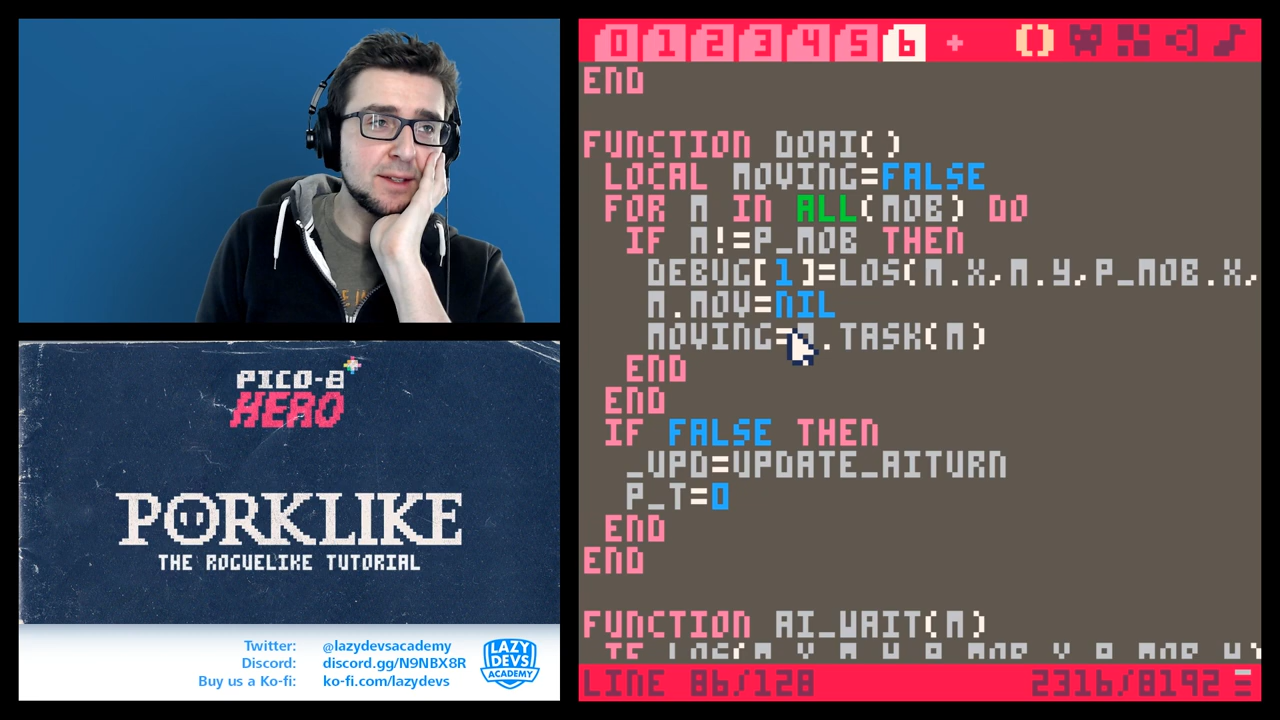 PICO-8
HERO
PORKLIKE
THE ROGUELIKE TUTORIAL
Twitter: @lazydevsacademy
Discord: discord.gg/N9NBX8R
Buy us a Ko-fi: ko-fi.com/lazydevs
LAZY
DEVS
ACADEMY
0 1 2 3 4 5 6 + ()
END
FUNCTION DOAI()
LOCAL MOVING=FALSE
FOR M IN ALL(MOB) DO
IF M!=P_MOB THEN
DEBUG[1]=LOS(M.X,M.Y,P_MOB.X,
M.MOV=NIL
MOVING=M.TASK(M)
END
END
IF FALSE THEN
_UPD=UPDATE_AITURN
P_T=0
END
END
FUNCTION AI_WAIT(M)
LINE 86/128 2316/8192